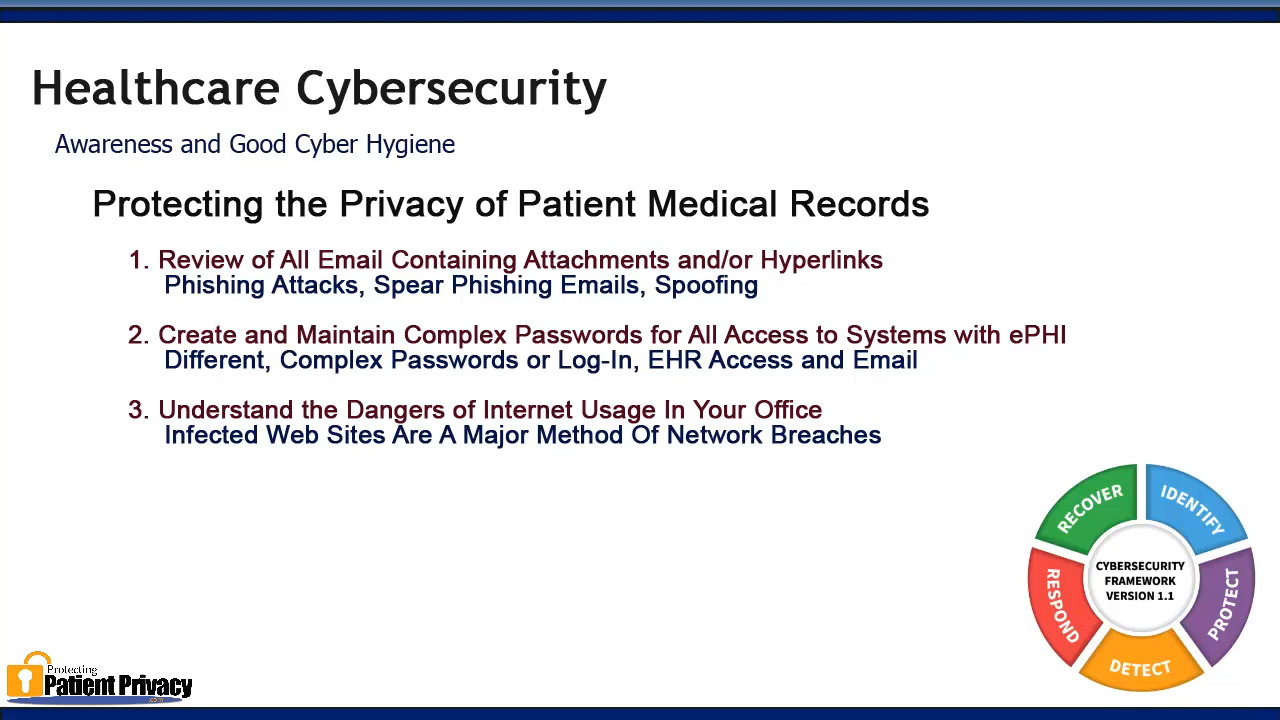 Healthcare Cybersecurity
Awareness and Good Cyber Hygiene
Protecting the Privacy of Patient Medical Records
1. Review of All Email Containing Attachments and/or Hyperlinks
Phishing Attacks, Spear Phishing Emails, Spoofing
2. Create and Maintain Complex Passwords for All Access to Systems with ePHI
Different, Complex Passwords or Log-In, EHR Access and Email
3. Understand the Dangers of Internet Usage In Your Office
Infected Web Sites Are A Major Method Of Network Breaches
RECOVER
IDENTIFY
CYBERSECURITY
FRAMEWORK
VERSION 1.1
RESPOND
PROTECT
DETECT
Protecting
Patient Privacy
.com